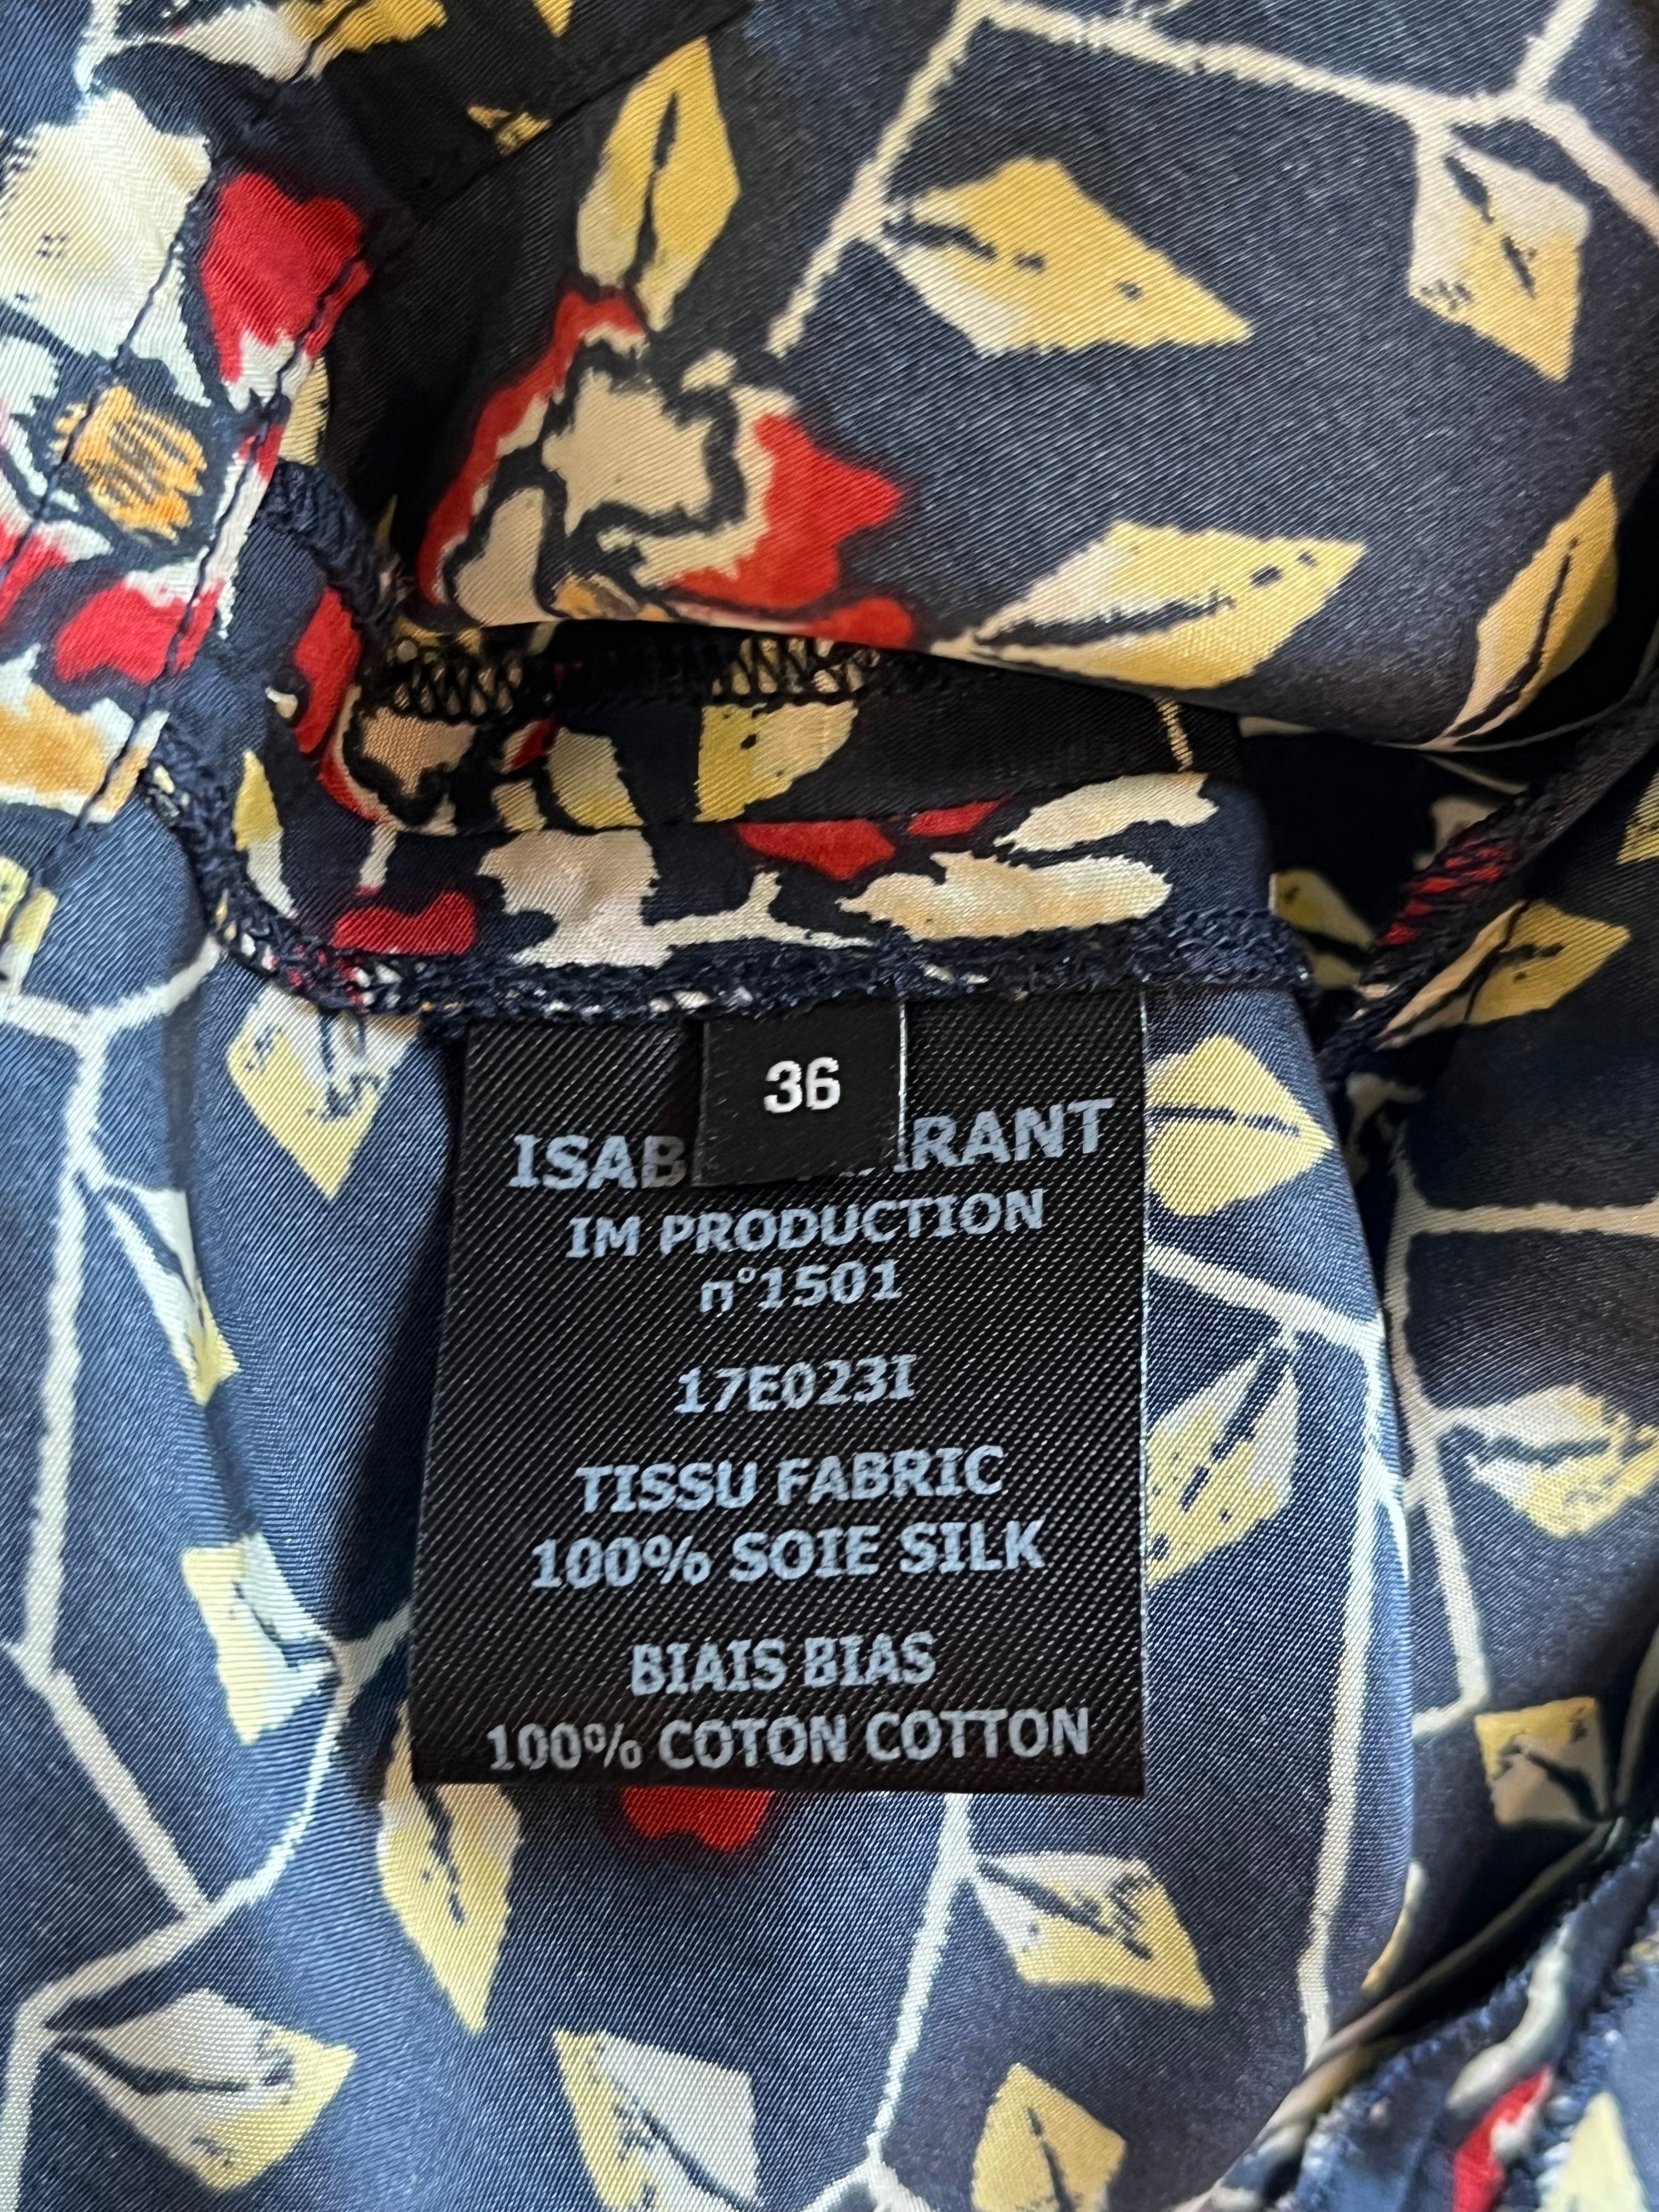 36
ISAB RANT
IM PRODUCTION
n°1501
17E023I
TISSU FABRIC
100% SOIE SILK
BIAIS BIAS
100% COTON COTTON